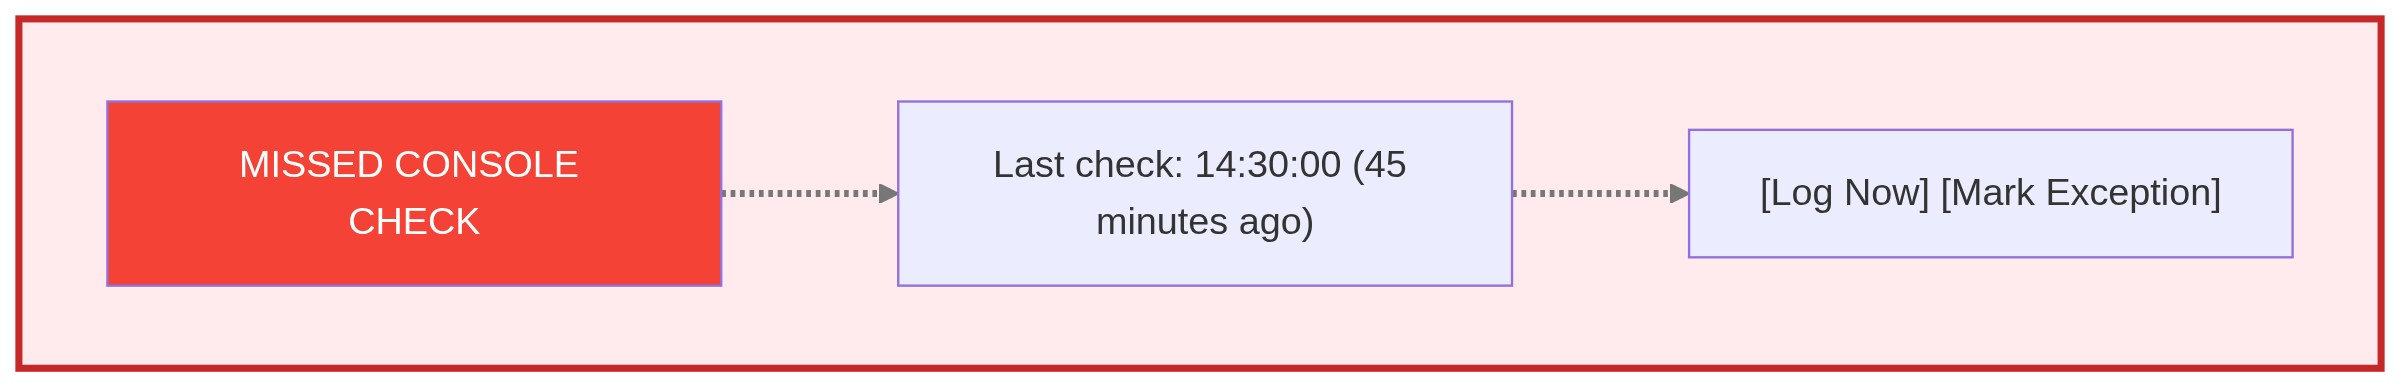 MISSED CONSOLE
CHECK
Last check: 14:30:00 (45
minutes ago)
[Log Now] [Mark Exception]